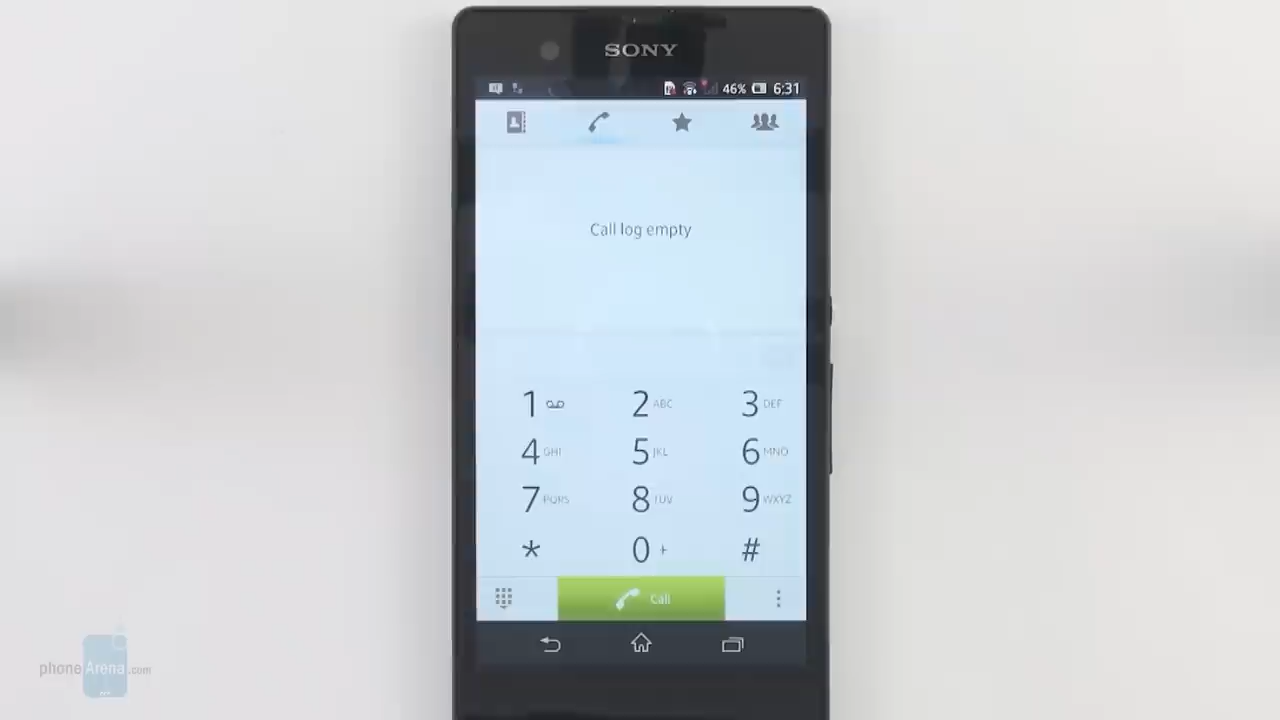 SONY
46% 6:31
Call log empty
1 2 ABC 3 DEF
4 GHI 5 JKL 6 MNO
7 PQRS 8 TUV 9 WXYZ
* 0 + #
Call
phoneArena.com